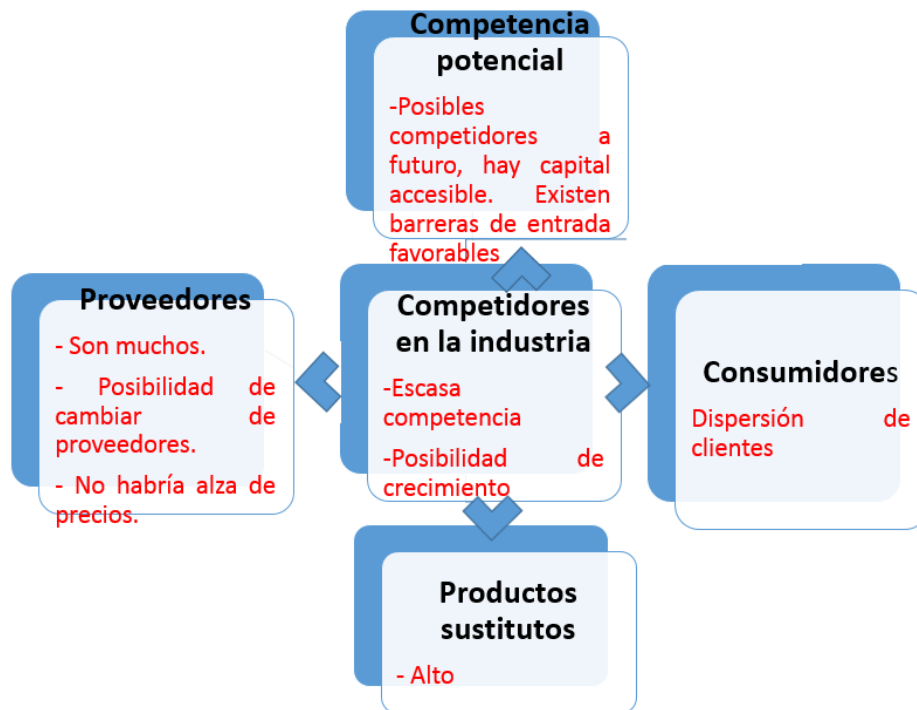 Competencia
potencial
-Posibles
competidores a
futuro, hay capital
accesible. Existen
barreras de entrada
favorables
Proveedores
- Son muchos.
- Posibilidad de
cambiar de
proveedores.
- No habría alza de
precios.
Competidores
en la industria
-Escasa
competencia
-Posibilidad de
crecimiento
Consumidores
Dispersión de
clientes
Productos
sustitutos
- Alto